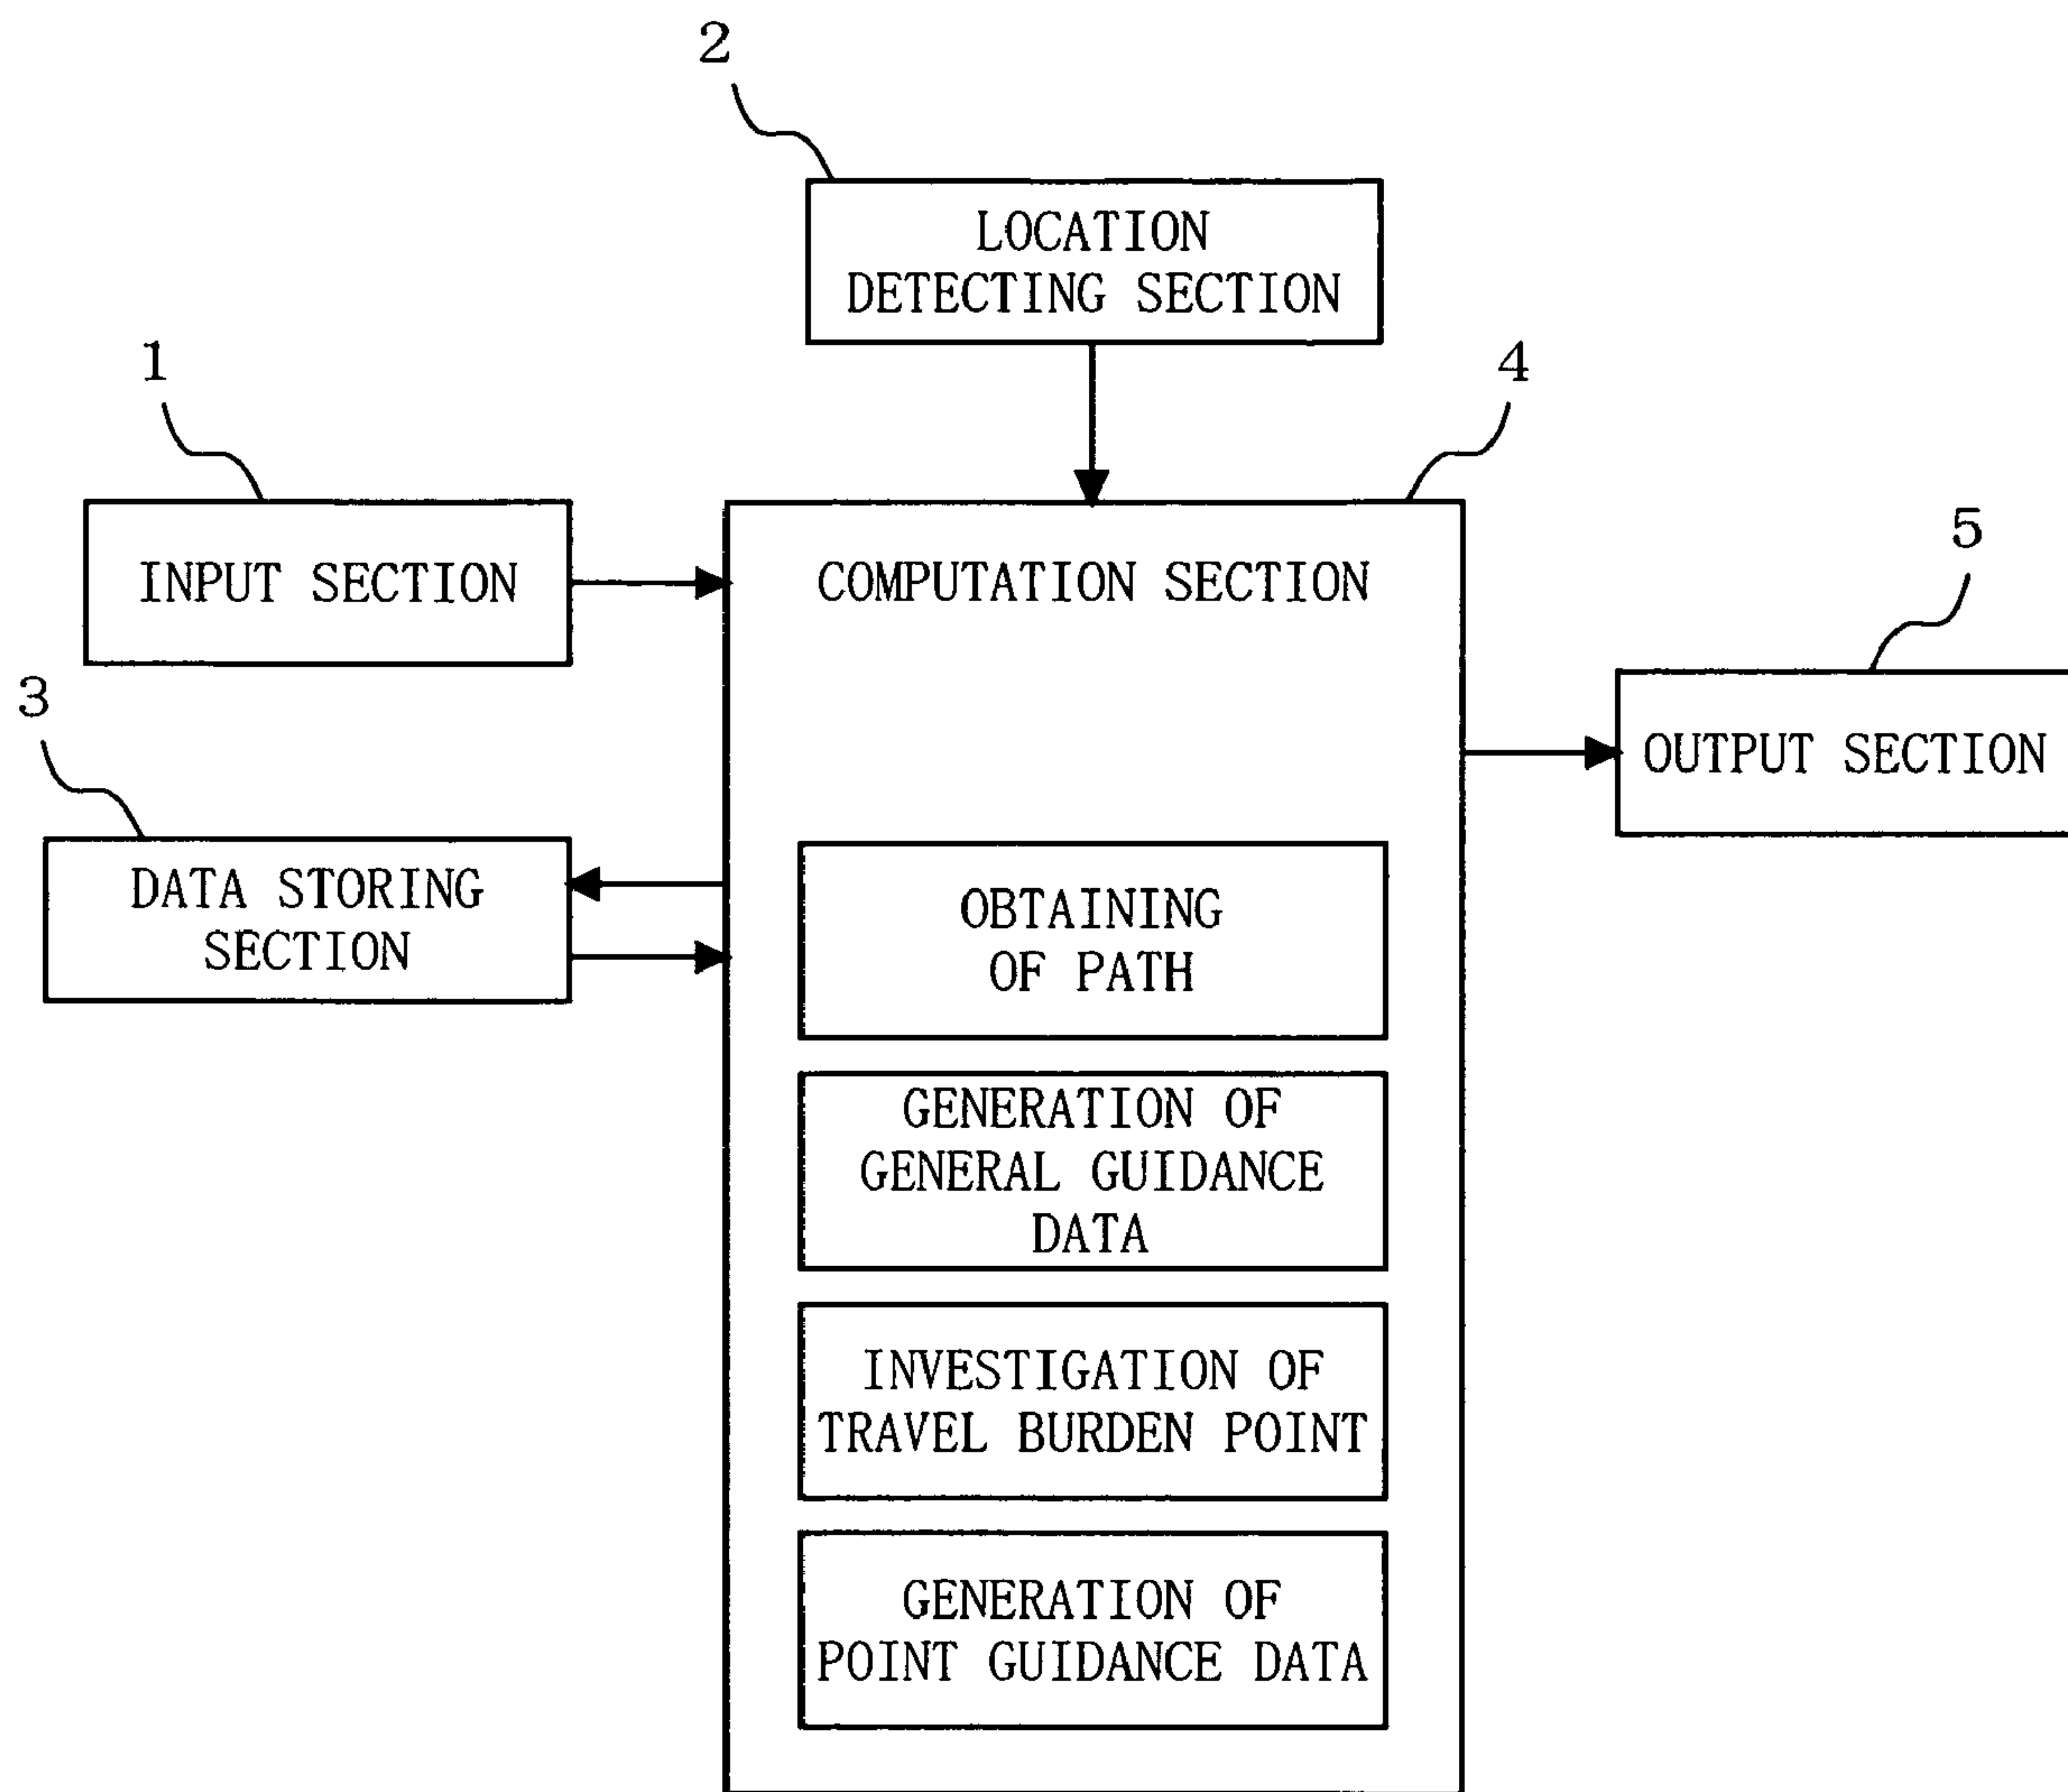 2
LOCATION
DETECTING SECTION
1
4
INPUT SECTION
COMPUTATION SECTION
5
3
OUTPUT SECTION
DATA STORING
SECTION
OBTAINING
OF PATH
GENERATION OF
GENERAL GUIDANCE
DATA
INVESTIGATION OF
TRAVEL BURDEN POINT
GENERATION OF
POINT GUIDANCE DATA